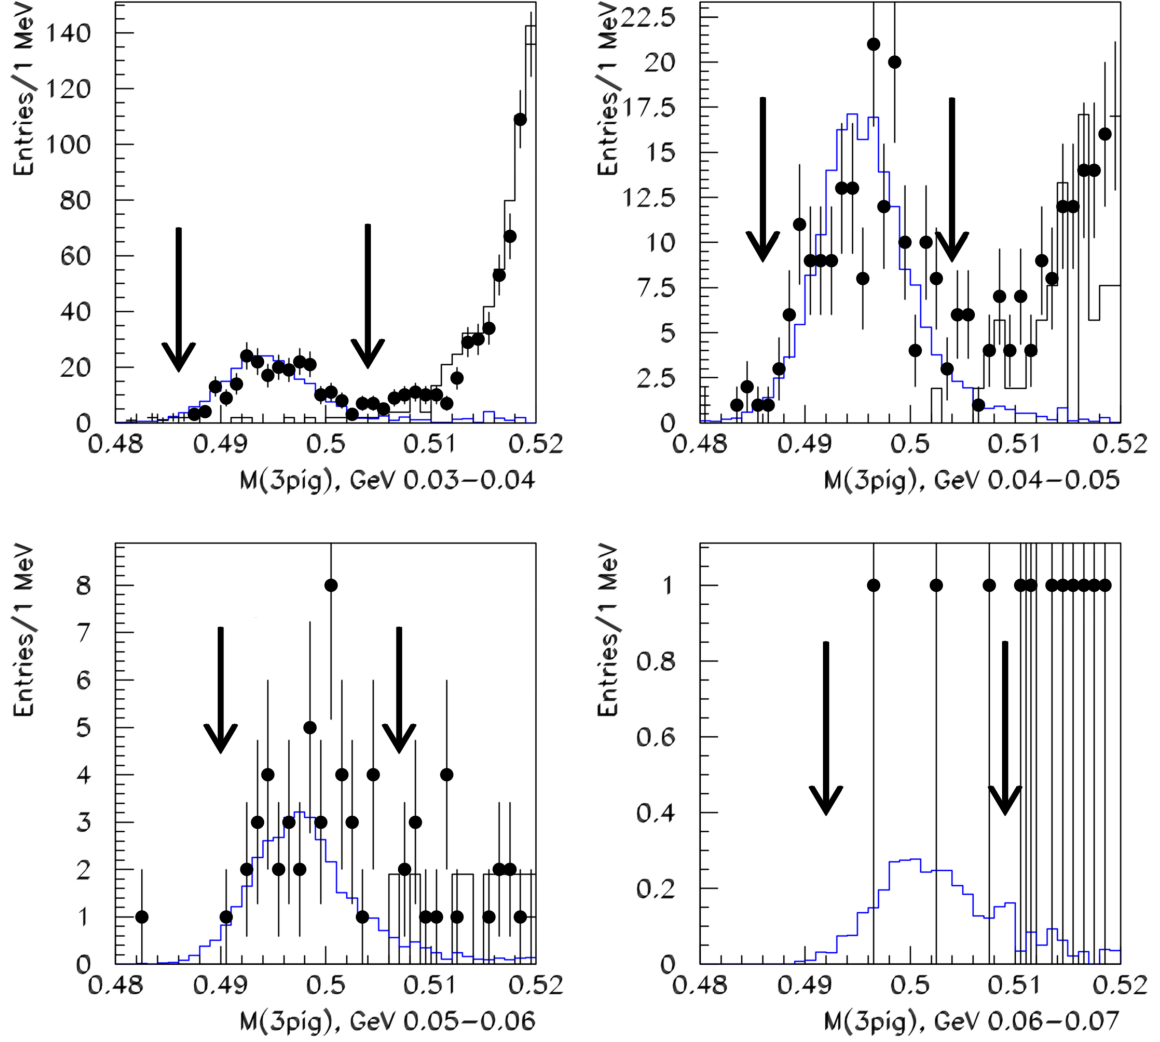 Entries/1 MeV
140
120
100
80
60
40
20
0
0.48 0.49 0.5 0.51 0.52
M(3pig), GeV 0.03−0.04
Entries/1 MeV
22.5
20
17.5
15
12.5
10
7.5
5
2.5
0
0.48 0.49 0.5 0.51 0.52
M(3pig), GeV 0.04−0.05
Entries/1 MeV
8
7
6
5
4
3
2
1
0
0.48 0.49 0.5 0.51 0.52
M(3pig), GeV 0.05−0.06
Entries/1 MeV
1
0.8
0.6
0.4
0.2
0
0.48 0.49 0.5 0.51 0.52
M(3pig), GeV 0.06−0.07